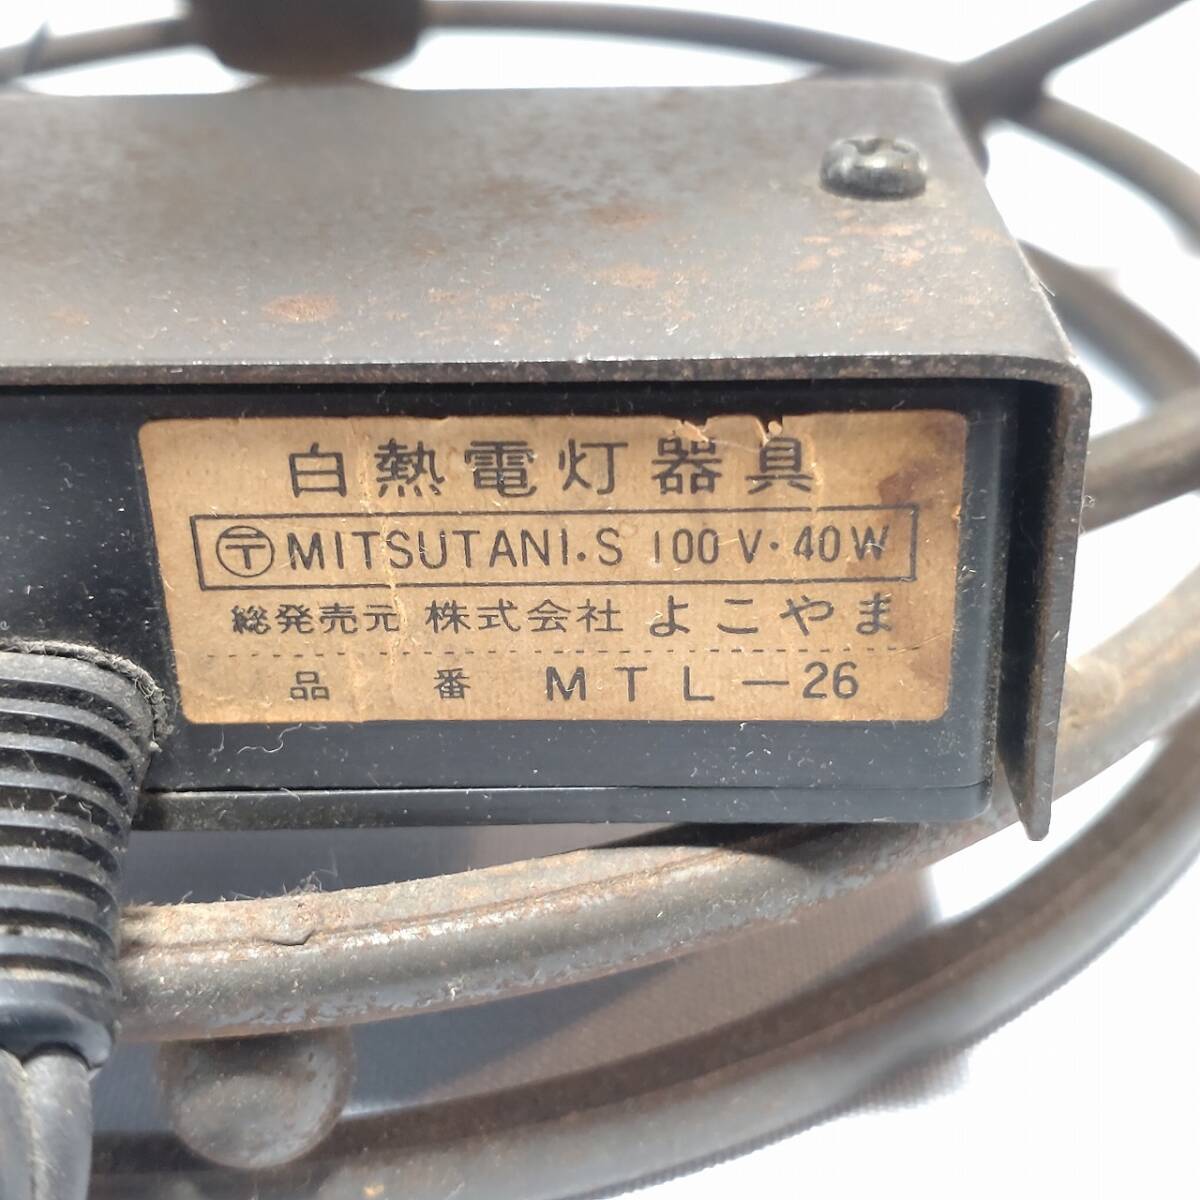 白熱電灯器具
〒 MITSUTANI・S 100V・40W
総発売元 株式会社 よこやま
品 番 MTL-26